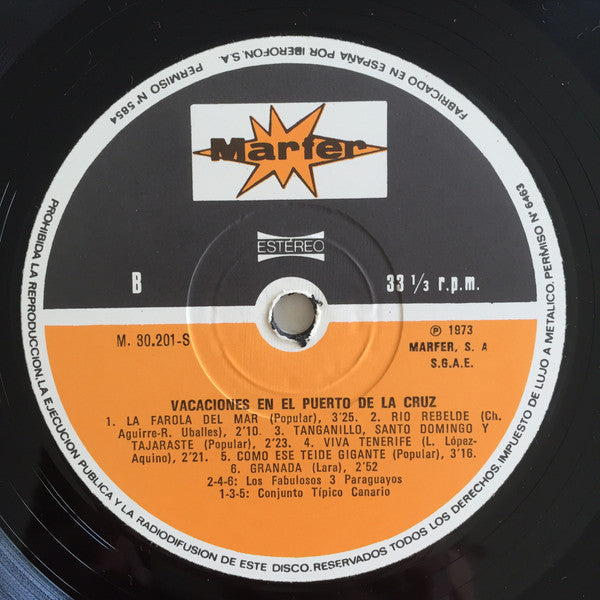 FABRICADO EN ESPAÑA POR IBEROFON, S.A. PERMISO Nº 5854
Marfer
ESTÉREO
B
33 1/3 r.p.m.
M. 30.201-S
Ⓟ 1973
MARFER, S. A
S.G.A.E.
VACACIONES EN EL PUERTO DE LA CRUZ
1. LA FAROLA DEL MAR (Popular), 3'25. 2. RIO REBELDE (Ch.
Aguirre-R. Uballes), 2'10. 3. TANGANILLO, SANTO DOMINGO Y
TAJARASTE (Popular), 2'23. 4. VIVA TENERIFE (L. López-
Aquino), 2'21. 5. COMO ESE TEIDE GIGANTE (Popular), 3'16.
6. GRANADA (Lara), 2'52
2-4-6: Los Fabulosos 3 Paraguayos
1-3-5: Conjunto Típico Canario
PROHIBIDA LA REPRODUCCION, LA EJECUCION PUBLICA Y LA RADIODIFUSION DE ESTE DISCO. RESERVADOS TODOS LOS DERECHOS. IMPUESTO DE LUJO A METALICO. PERMISO Nº 6463